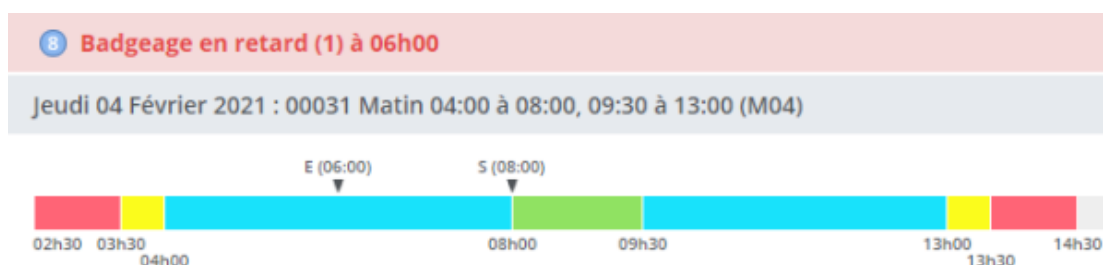 8 Badgeage en retard (1) à 06h00
Jeudi 04 Février 2021 : 00031 Matin 04:00 à 08:00, 09:30 à 13:00 (M04)
E (06:00) S (08:00)
02h30 03h30 08h00 09h30 13h00 14h30
04h00 13h30